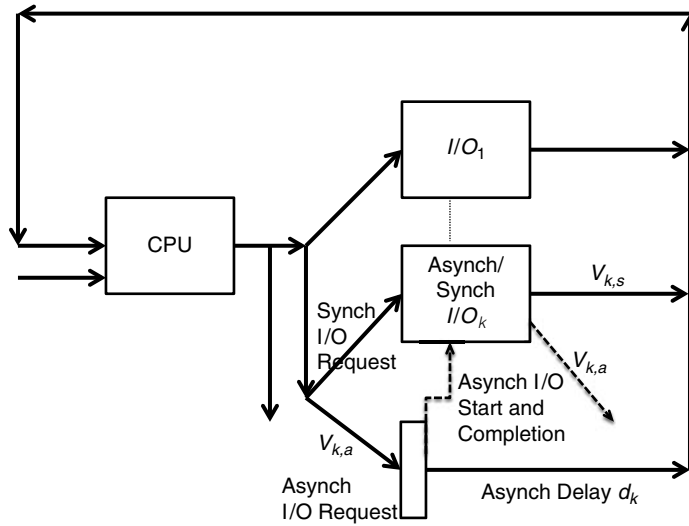 I/O1
CPU
Asynch/
Synch
I/Ok
Vk,s
Synch
I/O
Request
Vk,a
Asynch I/O
Start and
Completion
Vk,a
Asynch
I/O Request
Asynch Delay dk